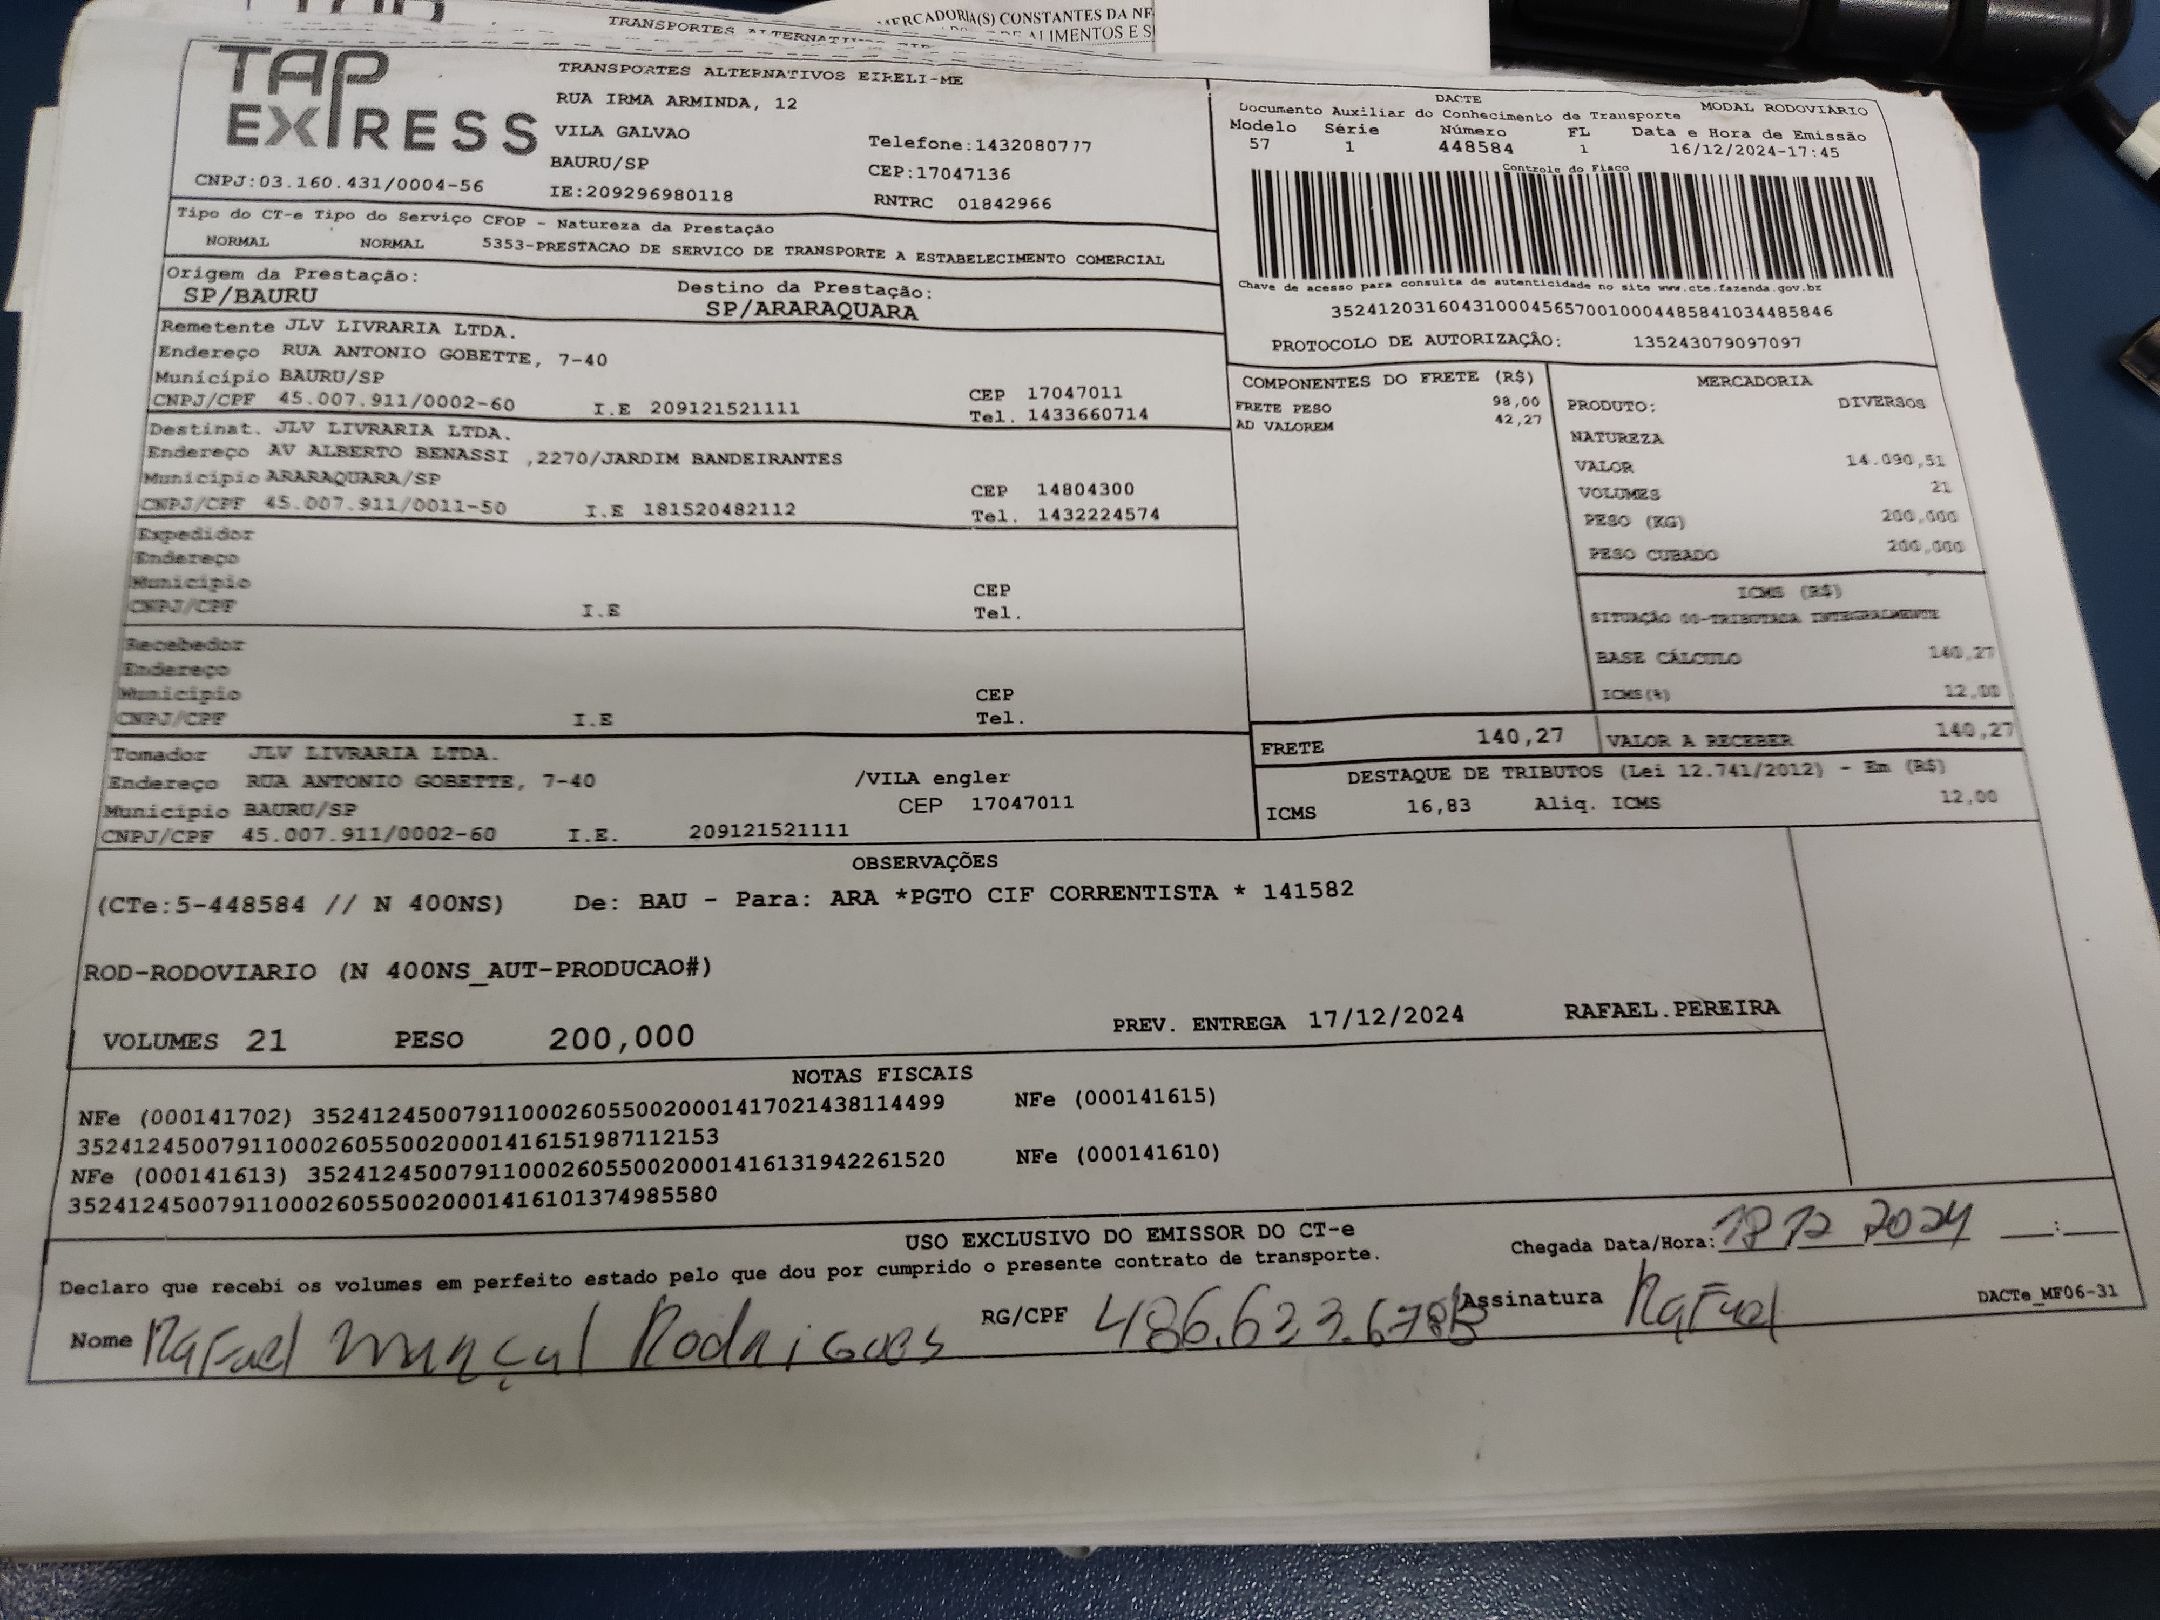 TRANSPORTES ALTERNATIV
MERCADORIA(S) CONSTANTES DA NF-
ALIMENTOS E S
TAP
EXPRESS
TRANSPORTES ALTERNATIVOS EIRELI-ME
RUA IRMA ARMINDA, 12
VILA GALVAO
Telefone:1432080777
BAURU/SP
CEP:17047136
CNPJ:03.160.431/0004-56
IE:209296980118
RNTRC 01842966
DACTE
Documento Auxiliar do Conhecimento de Transporte
MODAL RODOVIÁRIO
Modelo Série Número FL Data e Hora de Emissão
57 1 448584 1 16/12/2024-17:45
Controle do Fisco
Chave de acesso para consulta de autenticidade no site www.cte.fazenda.gov.br
35241203160431000456570010004485841034485846
PROTOCOLO DE AUTORIZAÇÃO: 135243079097097
Tipo do CT-e Tipo do Serviço CFOP - Natureza da Prestação
NORMAL NORMAL 5353-PRESTACAO DE SERVICO DE TRANSPORTE A ESTABELECIMENTO COMERCIAL
Origem da Prestação: Destino da Prestação:
SP/BAURU SP/ARARAQUARA
Remetente JLV LIVRARIA LTDA.
Endereço RUA ANTONIO GOBETTE, 7-40
Município BAURU/SP CEP 17047011
CNPJ/CPF 45.007.911/0002-60 I.E 209121521111 Tel. 1433660714
Destinat. JLV LIVRARIA LTDA.
Endereço AV ALBERTO BENASSI ,2270/JARDIM BANDEIRANTES
Município ARARAQUARA/SP CEP 14804300
CNPJ/CPF 45.007.911/0011-50 I.E 181520482112 Tel. 1432224574
Expedidor
Endereço
Município CEP
CNPJ/CPF I.E Tel.
Recebedor
Endereço
Município CEP
CNPJ/CPF I.E Tel.
Tomador JLV LIVRARIA LTDA.
Endereço RUA ANTONIO GOBETTE, 7-40 /VILA engler
Município BAURU/SP CEP 17047011
CNPJ/CPF 45.007.911/0002-60 I.E. 209121521111
COMPONENTES DO FRETE (R$)
FRETE PESO 98,00
AD VALOREM 42,27
MERCADORIA
PRODUTO: DIVERSOS
NATUREZA
VALOR 14.090,51
VOLUMES 21
PESO (KG) 200,000
PESO CUBADO 200,000
ICMS (R$)
SITUAÇÃO 00-TRIBUTADA INTEGRALMENTE
BASE CÁLCULO 140,27
ICMS(%) 12,00
FRETE 140,27 VALOR A RECEBER 140,27
DESTAQUE DE TRIBUTOS (Lei 12.741/2012) - Em (R$)
ICMS 16,83 Aliq. ICMS 12,00
OBSERVAÇÕES
(CTe:5-448584 // N 400NS) De: BAU - Para: ARA *PGTO CIF CORRENTISTA * 141582
ROD-RODOVIARIO (N 400NS_AUT-PRODUCAO#)
VOLUMES 21 PESO 200,000 PREV. ENTREGA 17/12/2024 RAFAEL.PEREIRA
NOTAS FISCAIS
NFe (000141702) 35241245007911000260550020001417021438114499 NFe (000141615)
35241245007911000260550020001416151987112153
NFe (000141613) 35241245007911000260550020001416131942261520 NFe (000141610)
35241245007911000260550020001416101374985580
USO EXCLUSIVO DO EMISSOR DO CT-e
Declaro que recebi os volumes em perfeito estado pelo que dou por cumprido o presente contrato de transporte.
Chegada Data/Hora: 18 12 2024 :
Nome Rafael Rodrigues RG/CPF Assinatura Rafael
DACTe_MF06-31